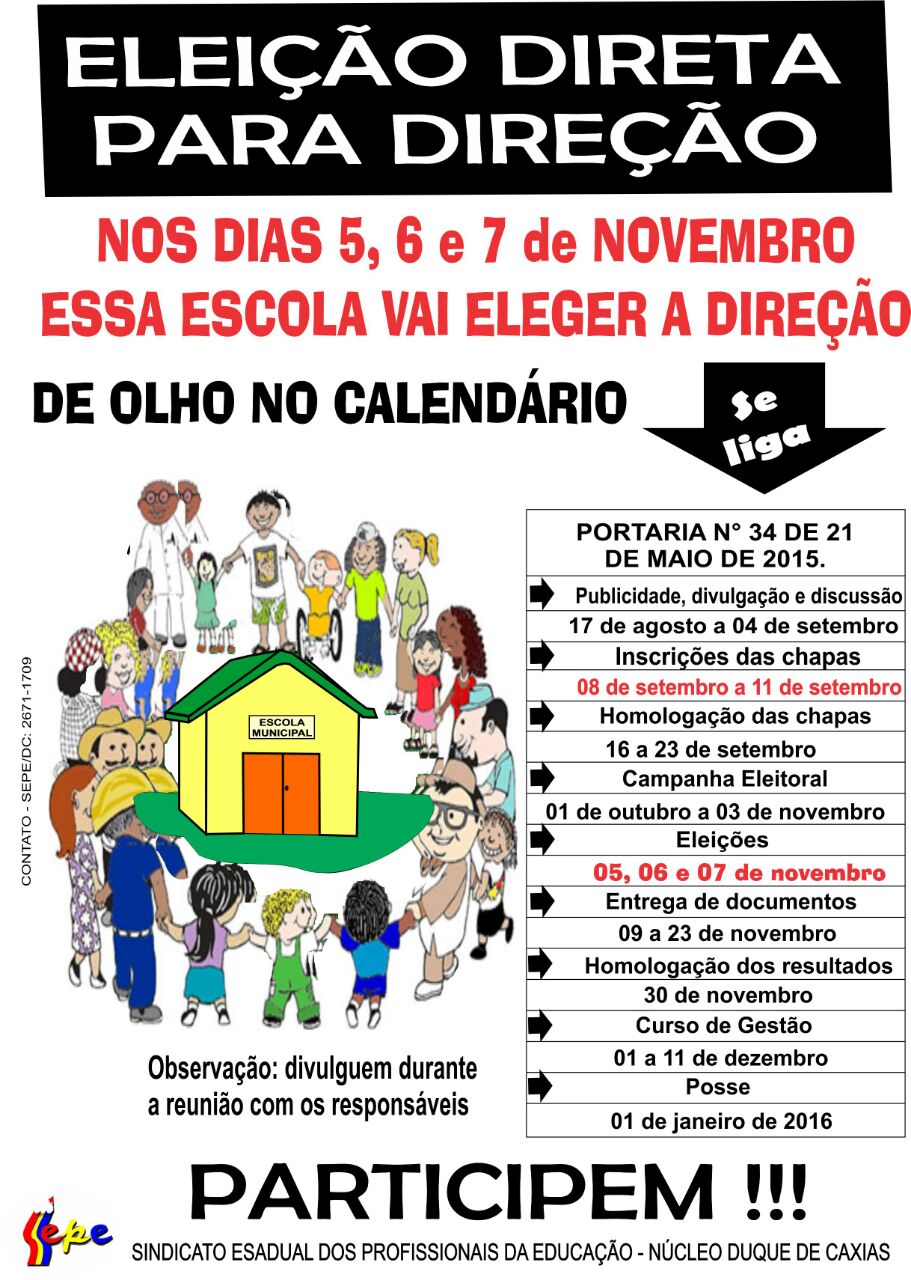 ELEIÇÃO DIRETA
PARA DIREÇÃO
NOS DIAS 5, 6 e 7 de NOVEMBRO
ESSA ESCOLA VAI ELEGER A DIREÇÃO
DE OLHO NO CALENDÁRIO
Se
liga
PORTARIA N° 34 DE 21
DE MAIO DE 2015.
Publicidade, divulgação e discussão
17 de agosto a 04 de setembro
Inscrições das chapas
08 de setembro a 11 de setembro
Homologação das chapas
16 a 23 de setembro
Campanha Eleitoral
01 de outubro a 03 de novembro
Eleições
05, 06 e 07 de novembro
Entrega de documentos
09 a 23 de novembro
Homologação dos resultados
30 de novembro
Curso de Gestão
01 a 11 de dezembro
Posse
01 de janeiro de 2016
ESCOLA
MUNICIPAL
CONTATO - SEPE/DC: 2671-1709
Observação: divulguem durante
a reunião com os responsáveis
PARTICIPEM !!!
Sepe
SINDICATO ESADUAL DOS PROFISSIONAIS DA EDUCAÇÃO - NÚCLEO DUQUE DE CAXIAS